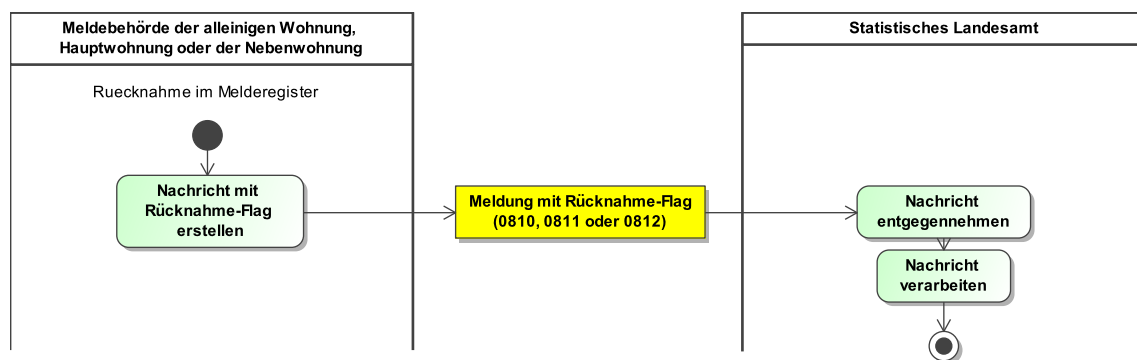 Meldebehörde der alleinigen Wohnung,
Hauptwohnung oder der Nebenwohnung
Statistisches Landesamt
Ruecknahme im Melderegister
Nachricht mit
Rücknahme-Flag
erstellen
Meldung mit Rücknahme-Flag
(0810, 0811 oder 0812)
Nachricht
entgegennehmen
Nachricht
verarbeiten